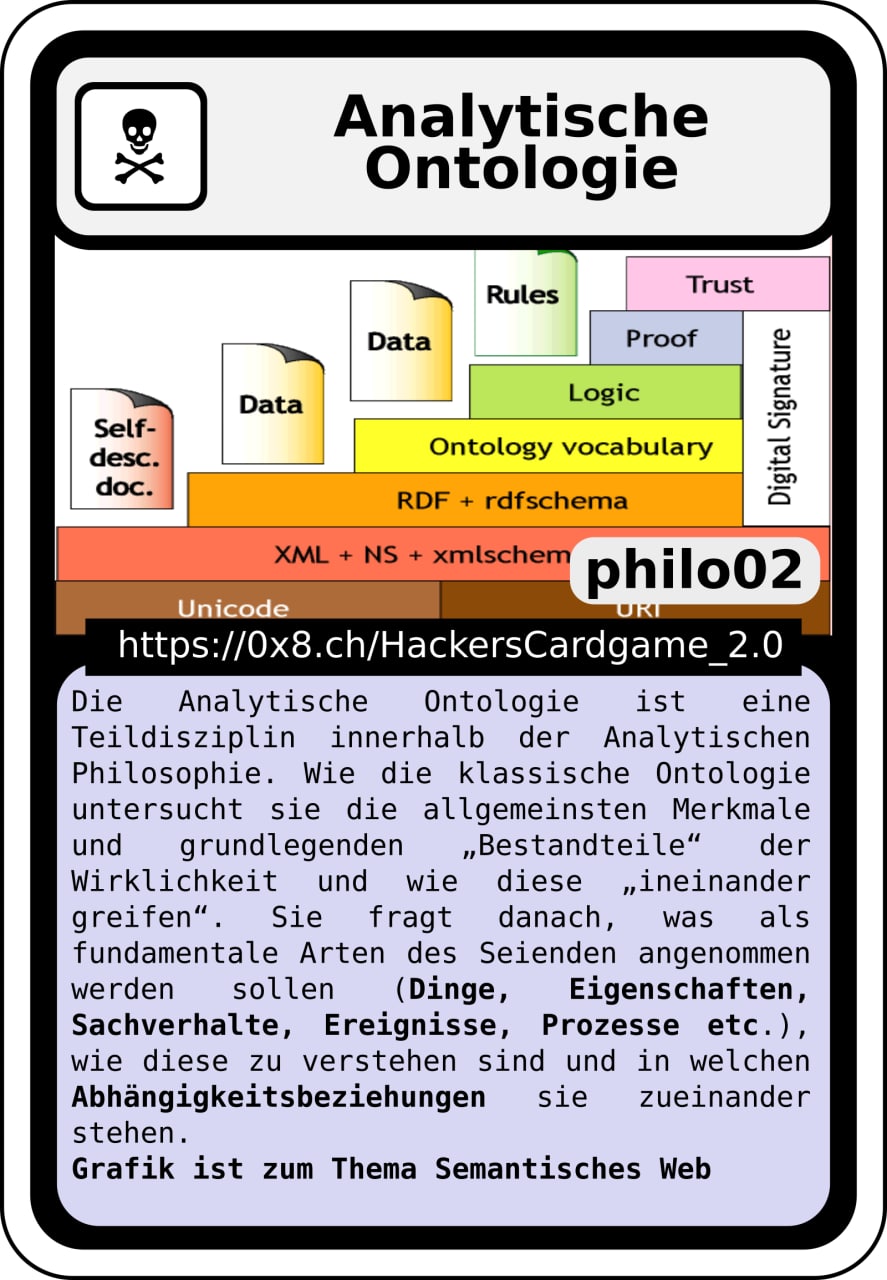 Analytische
Ontologie
Rules
Trust
Data
Proof
Digital Signature
Data
Logic
Self-
desc.
doc.
Ontology vocabulary
RDF + rdfschema
XML + NS + xmlschem
philo02
Unicode
URI
https://0x8.ch/HackersCardgame_2.0
Die Analytische Ontologie ist eine
Teildisziplin innerhalb der Analytischen
Philosophie. Wie die klassische Ontologie
untersucht sie die allgemeinsten Merkmale
und grundlegenden „Bestandteile“ der
Wirklichkeit und wie diese „ineinander
greifen“. Sie fragt danach, was als
fundamentale Arten des Seienden angenommen
werden sollen (Dinge, Eigenschaften,
Sachverhalte, Ereignisse, Prozesse etc.),
wie diese zu verstehen sind und in welchen
Abhängigkeitsbeziehungen sie zueinander
stehen.
Grafik ist zum Thema Semantisches Web